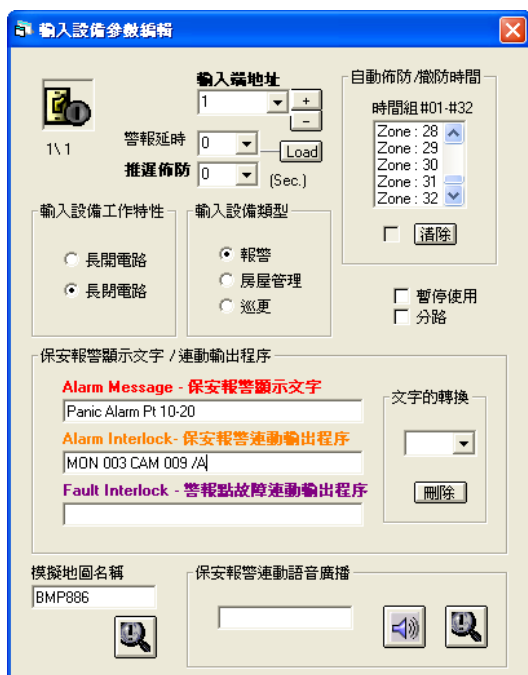 輸入設備參數編輯
輸入端地址
1
+
-
1\ 1
警報延時
0
Load
推遲佈防
0
(Sec.)
自動佈防 /撤防時間
時間組#01-#32
Zone : 28
Zone : 29
Zone : 30
Zone : 31
Zone : 32
清除
輸入設備工作特性
長開電路
長閉電路
輸入設備類型
報警
房屋管理
巡更
暫停使用
分路
保安報警顯示文字 / 連動輸出程序
Alarm Message - 保安報警顯示文字
Panic Alarm Pt 10-20
Alarm Interlock- 保安報警連動輸出程序
MON 003 CAM 009 /A
Fault Interlock - 警報點故障連動輸出程序
文字的轉換
刪除
模擬地圖名稱
BMP886
保安報警連動語音廣播